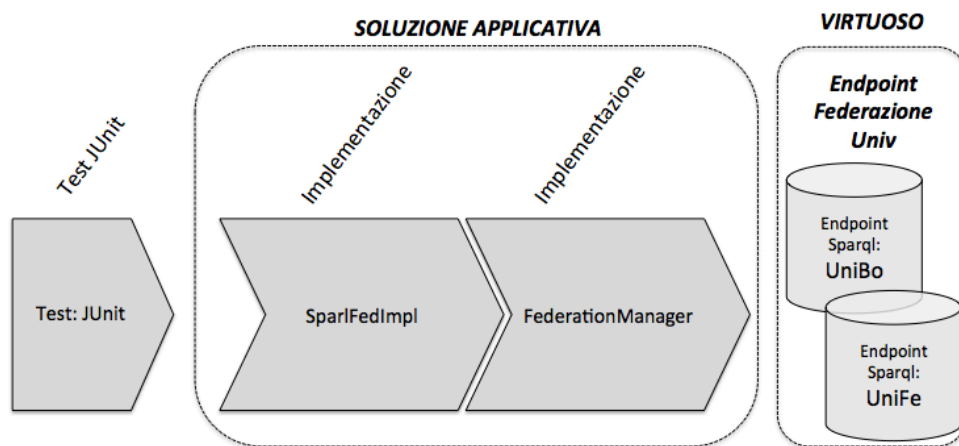 SOLUZIONE APPLICATIVA
VIRTUOSO
Test JUnit
Implementazione
Implementazione
Endpoint
Federazione
Univ
Test: JUnit
SparlFedImpl
FederationManager
Endpoint
Sparql:
UniBo
Endpoint
Sparql:
UniFe